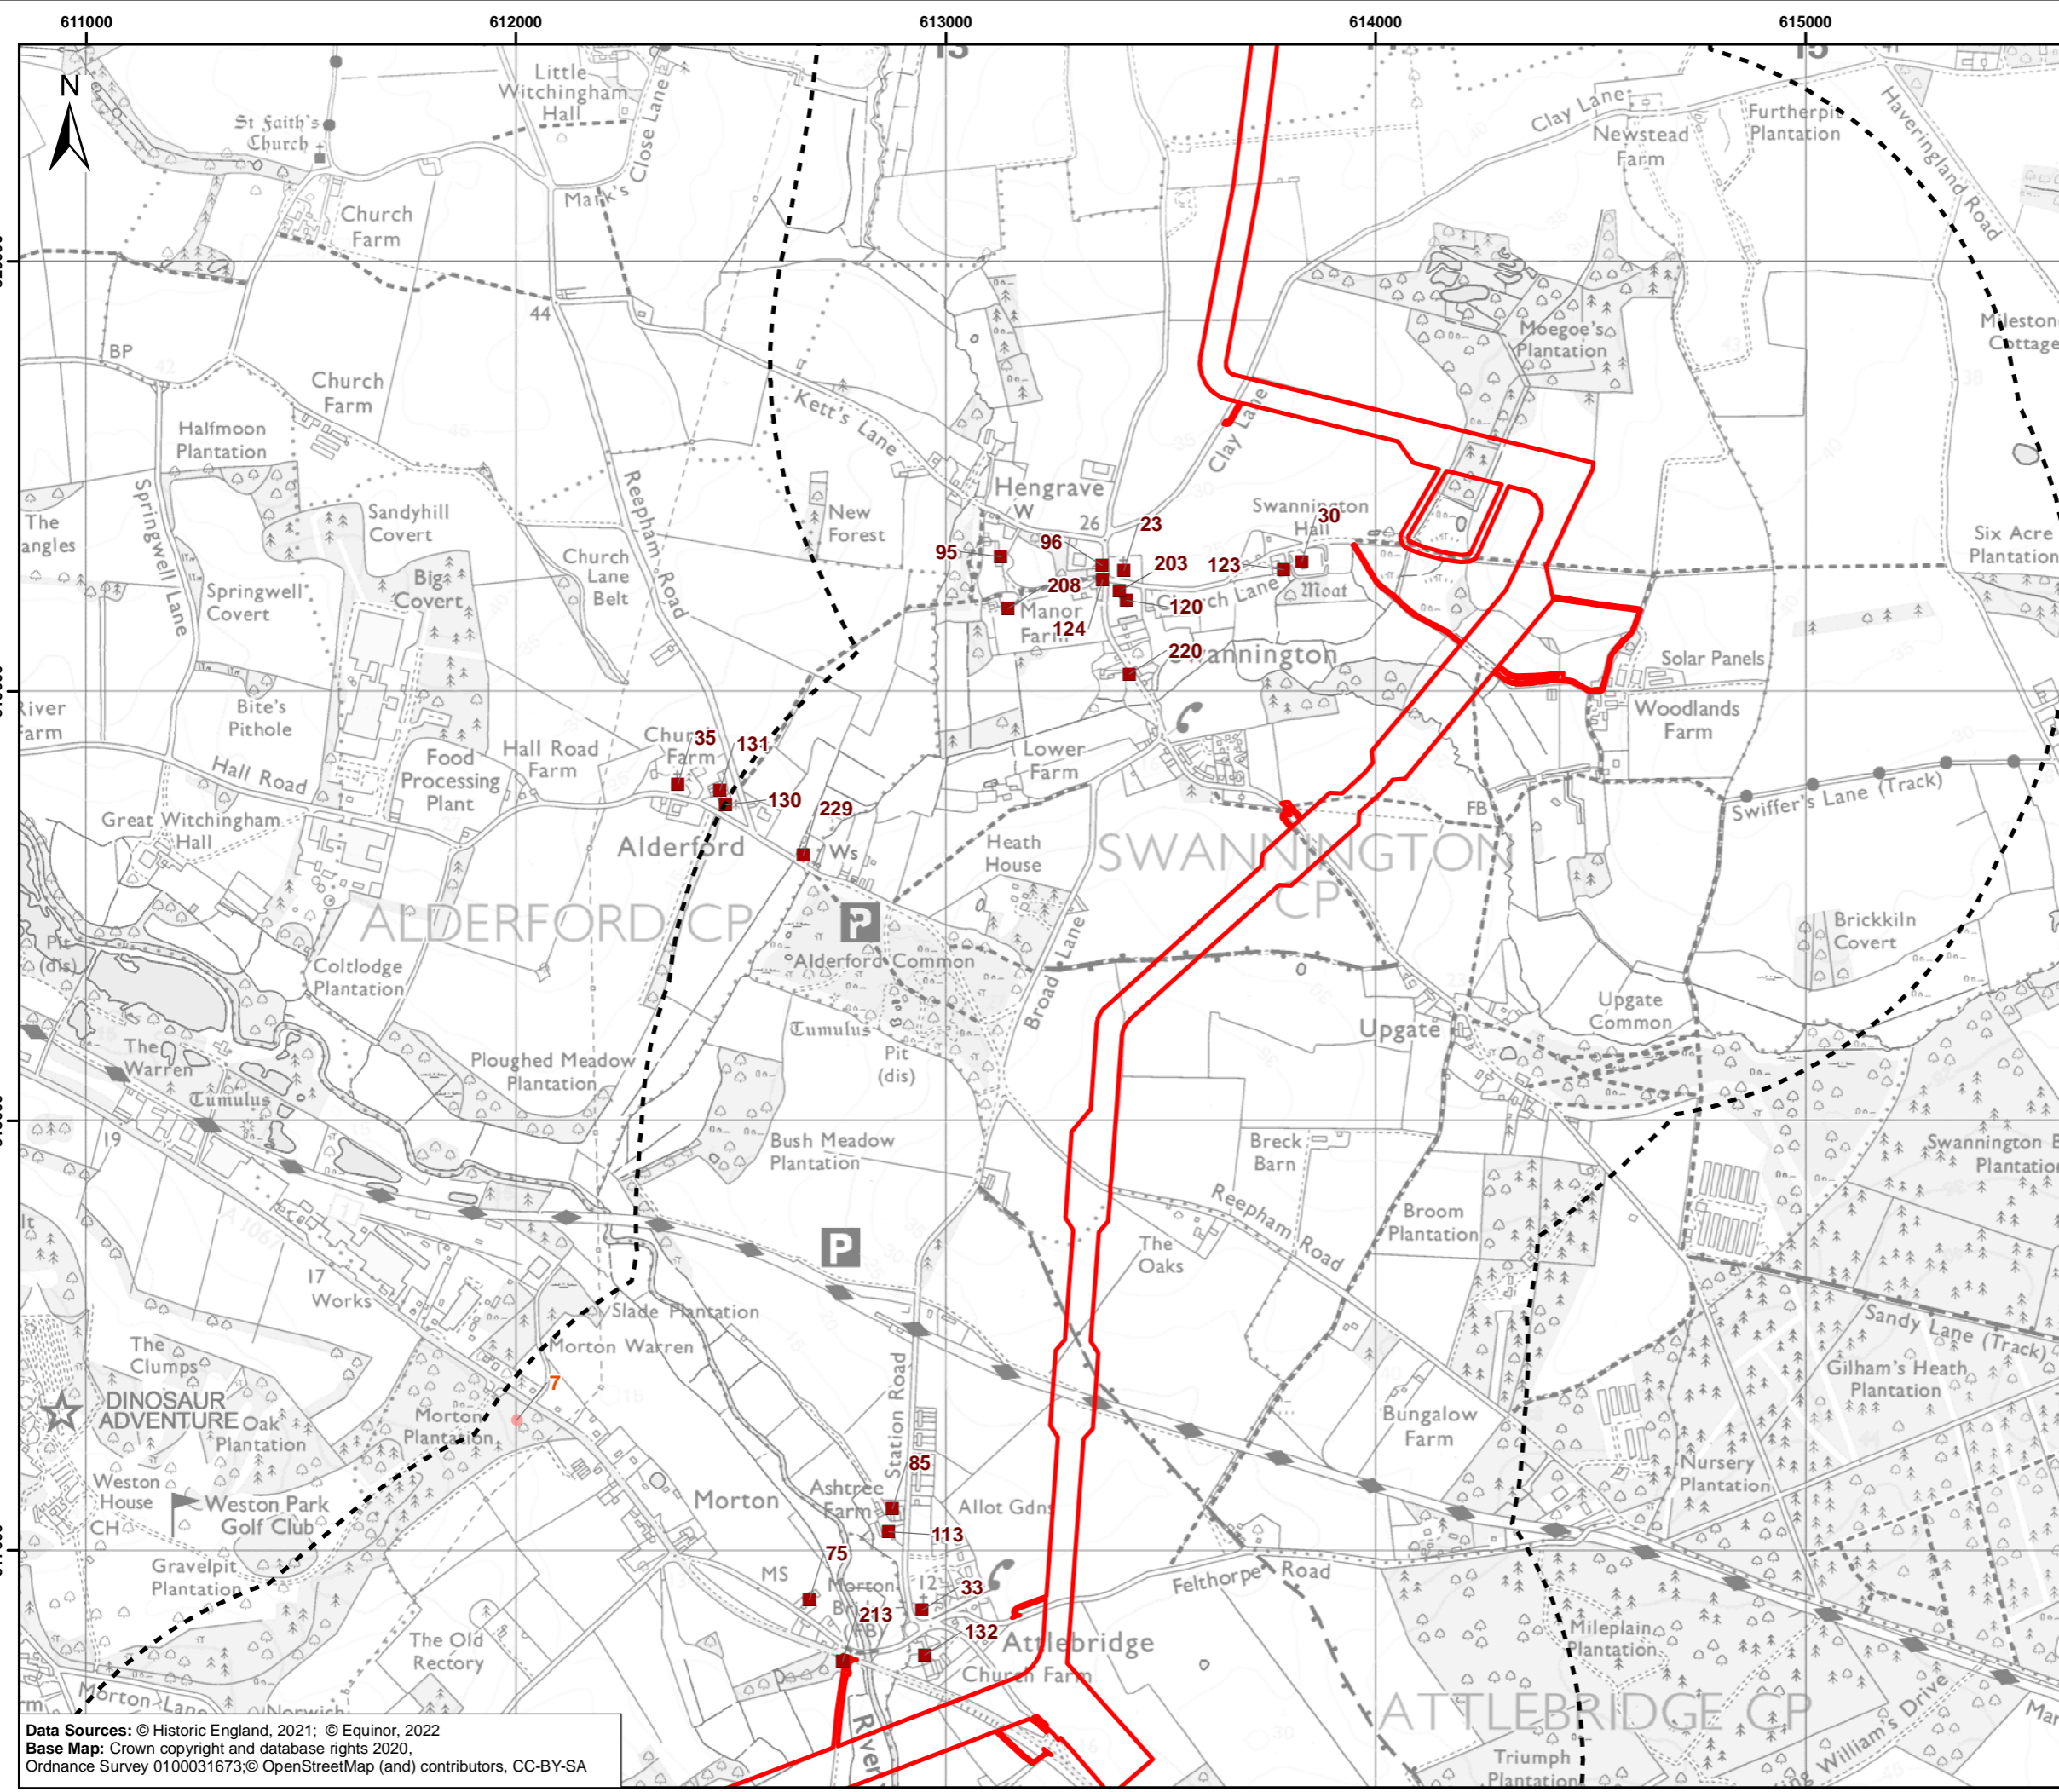 611000
612000
613000
614000
615000
N
Little
Witchingham
Hall
St Faith's
Church
Mark's Close Lane
Clay Lane
Newstead
Farm
Furtherpit
Plantation
Haveringland Road
Church
Farm
44
BP
42
Church
Farm
Halfmoon
Plantation
Kett's Lane
Clay Lane
Moegoe's
Plantation
Milestone
Cottage
38
43
Springwell Lane
Sandyhill
Covert
Reepham Road
New
Forest
Hengrave
W
26
23
Swannington
Hall
30
Six Acre
Plantation
The
angles
Springwell
Covert
Big
Covert
Church
Lane
Belt
95
96
203
123
208
Church Lane
Moat
120
Manor
Farm
124
220
Swannington
Solar Panels
River
Farm
Bite's
Pithole
Woodlands
Farm
Hall Road
Food
Processing
Plant
Hall Road
Farm
Church
Farm
35
131
130
229
Lower
Farm
FB
Swiffer's Lane (Track)
Great Witchingham
Hall
Alderford
Ws
Heath
House
SWANNINGTON
CP
ALDERFORD CP
P
Brickkiln
Covert
Pit
(dis)
Coltlodge
Plantation
Alderford Common
Broad Lane
Tumulus
Pit
(dis)
Upgate
Upgate
Common
The
Warren
Tumulus
Ploughed Meadow
Plantation
19
Bush Meadow
Plantation
Breck
Barn
Swannington B
Plantation
A 1067
Reepham Road
Broom
Plantation
P
The
Oaks
17
Works
Slade Plantation
Morton Warren
Sandy Lane (Track)
The
Clumps
Gilham's Heath
Plantation
7
DINOSAUR
ADVENTURE
Oak
Plantation
Morton
Plantation
Station Road
Bungalow
Farm
Nursery
Plantation
85
Weston
House
CH
Weston Park
Golf Club
Morton
Ashtree
Farm
Allot Gdns
113
Gravelpit
Plantation
75
MS
Morton
Bridge
(FB)
12
33
213
132
Felthorpe Road
The Old
Rectory
Attlebridge
Church Farm
Mileplain
Plantation
Morton Lane
Norwich
ATTLEBRIDGE CP
River
Triumph
Plantation
William's Drive
Data Sources: © Historic England, 2021; © Equinor, 2022
Base Map: Crown copyright and database rights 2020,
Ordnance Survey 0100031673;© OpenStreetMap (and) contributors, CC-BY-SA